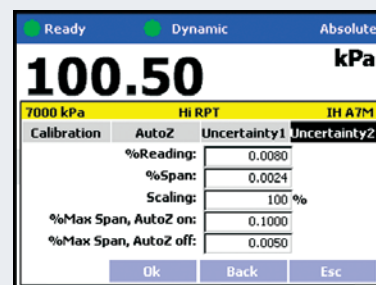 Ready Dynamic Absolute
100.50 kPa
7000 kPa Hi RPT IH A7M
Calibration AutoZ Uncertainty1 Uncertainty2
%Reading: 0.0080
%Span: 0.0024
Scaling: 100 %
%Max Span, AutoZ on: 0.1000
%Max Span, AutoZ off: 0.0050
Ok Back Esc